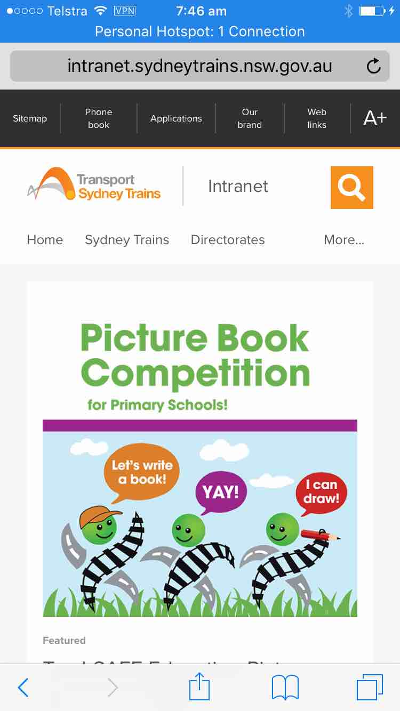 Telstra VPN 7:46 am
Personal Hotspot: 1 Connection
intranet.sydneytrains.nsw.gov.au
Sitemap
Phone
book
Applications
Our
brand
Web
links
A+
Transport
Sydney Trains
Intranet
Home Sydney Trains Directorates More...
Picture Book
Competition
for Primary Schools!
Let's write
a book!
YAY!
I can
draw!
Featured